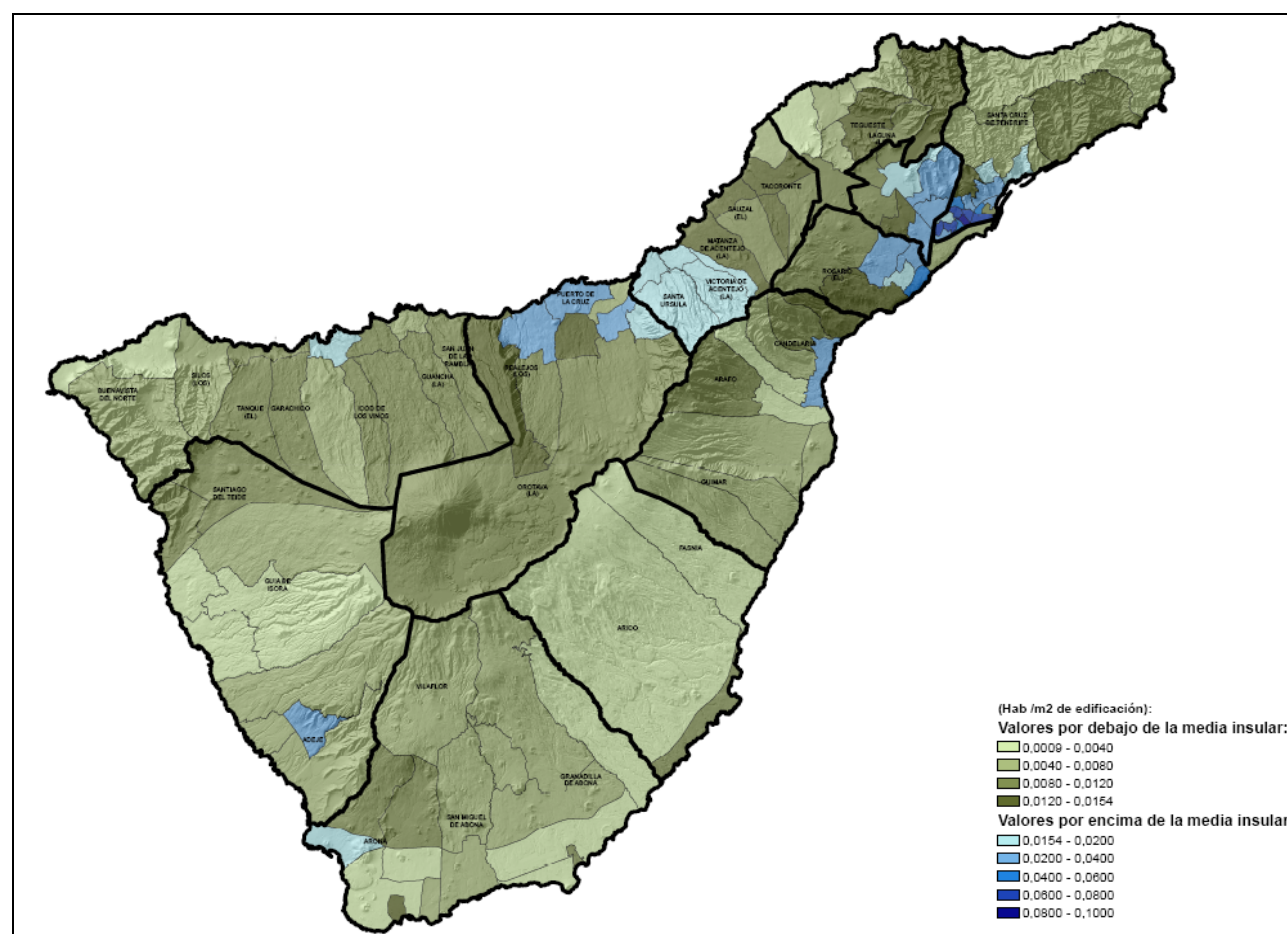 SANTA CRUZ
DE TENERIFE
TEGUESTE
LAGUNA
TACORONTE
SAUZAL
(EL)
MATANZA
DE ACENTEJO
(LA)
ROSARIO
(EL)
VICTORIA DE
ACENTEJO
(LA)
SANTA
URSULA
PUERTO DE
LA CRUZ
CANDELARIA
SAN JUAN
DE LA
RAMBLA
REALEJOS
(LOS)
GUANCHA
(LA)
ARAFO
SILOS
(LOS)
BUENAVISTA
DEL NORTE
TANQUE
(EL)
GARACHICO
ICOD DE
LOS VINOS
GUIMAR
OROTAVA
(LA)
SANTIAGO
DEL TEIDE
FASNIA
GUIA DE
ISORA
ARICO
VILAFLOR
ADEJE
GRANADILLA
DE ABONA
SAN MIGUEL
DE ABONA
ARONA
(Hab /m2 de edificación):
Valores por debajo de la media insular:
0,0009 - 0,0040
0,0040 - 0,0080
0,0080 - 0,0120
0,0120 - 0,0154
Valores por encima de la media insular
0,0154 - 0,0200
0,0200 - 0,0400
0,0400 - 0,0600
0,0600 - 0,0800
0,0800 - 0,1000